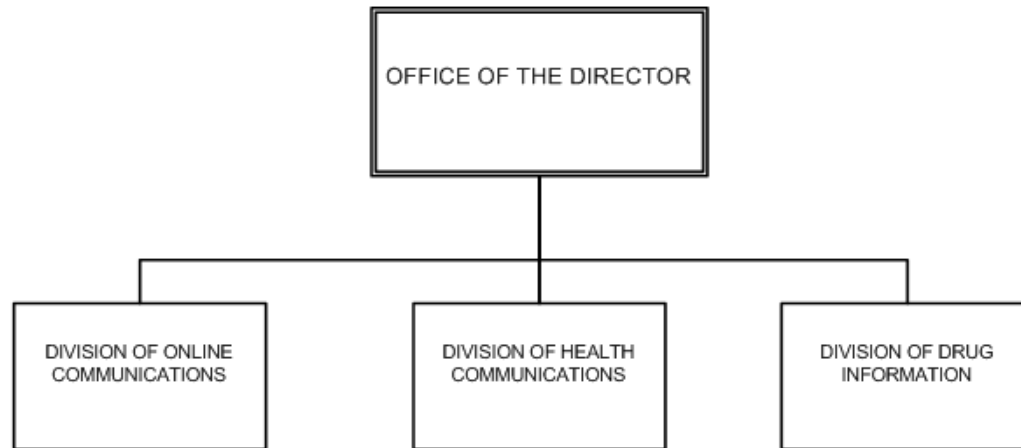 OFFICE OF THE DIRECTOR
DIVISION OF ONLINE
COMMUNICATIONS
DIVISION OF HEALTH
COMMUNICATIONS
DIVISION OF DRUG
INFORMATION